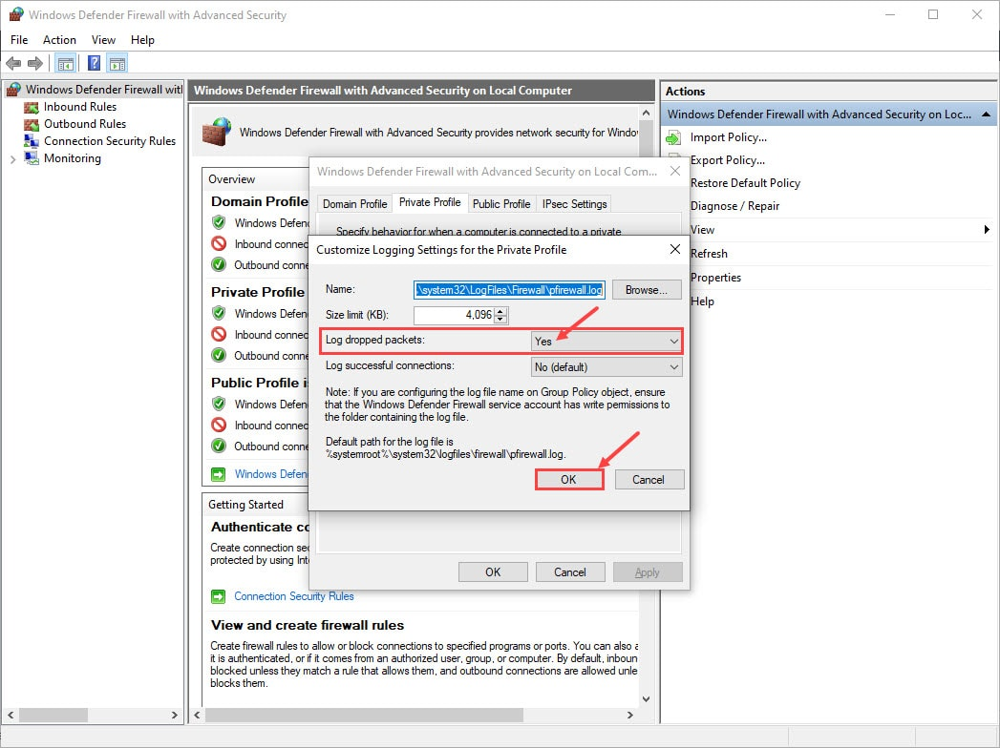 Windows Defender Firewall with Advanced Security
File Action View Help
Windows Defender Firewall wit
Inbound Rules
Outbound Rules
Connection Security Rules
Monitoring
Windows Defender Firewall with Advanced Security on Local Computer
Windows Defender Firewall with Advanced Security provides network security for Windo
Overview
Domain Profile
Windows Defen
Inbound connec
Outbound conne
Private Profile
Windows Defen
Inbound connec
Outbound conne
Public Profile is
Windows Defen
Inbound connec
Outbound conne
Windows Defen
Getting Started
Authenticate co
Create connection sec
protected by using Inte
Connection Security Rules
View and create firewall rules
Create firewall rules to allow or block connections to specified programs or ports. You can also a
it is authenticated, or if it comes from an authorized user, group, or computer. By default, inboun
blocked unless they match a rule that allows them, and outbound connections are allowed unle
blocks them.
Windows Defender Firewall with Advanced Security on Local Com...
Domain Profile Private Profile Public Profile IPsec Settings
Specify behavior for when a computer is connected to a private
Customize Logging Settings for the Private Profile
Name: .\system32\LogFiles\Firewall\pfirewall.log Browse...
Size limit (KB): 4,096
Log dropped packets: Yes
Log successful connections: No (default)
Note: If you are configuring the log file name on Group Policy object, ensure
that the Windows Defender Firewall service account has write permissions to
the folder containing the log file.
Default path for the log file is
%systemroot%\system32\logfiles\firewall\pfirewall.log.
OK Cancel
OK Cancel Apply
Actions
Windows Defender Firewall with Advanced Security on Loc...
Import Policy...
Export Policy...
Restore Default Policy
Diagnose / Repair
View
Refresh
Properties
Help